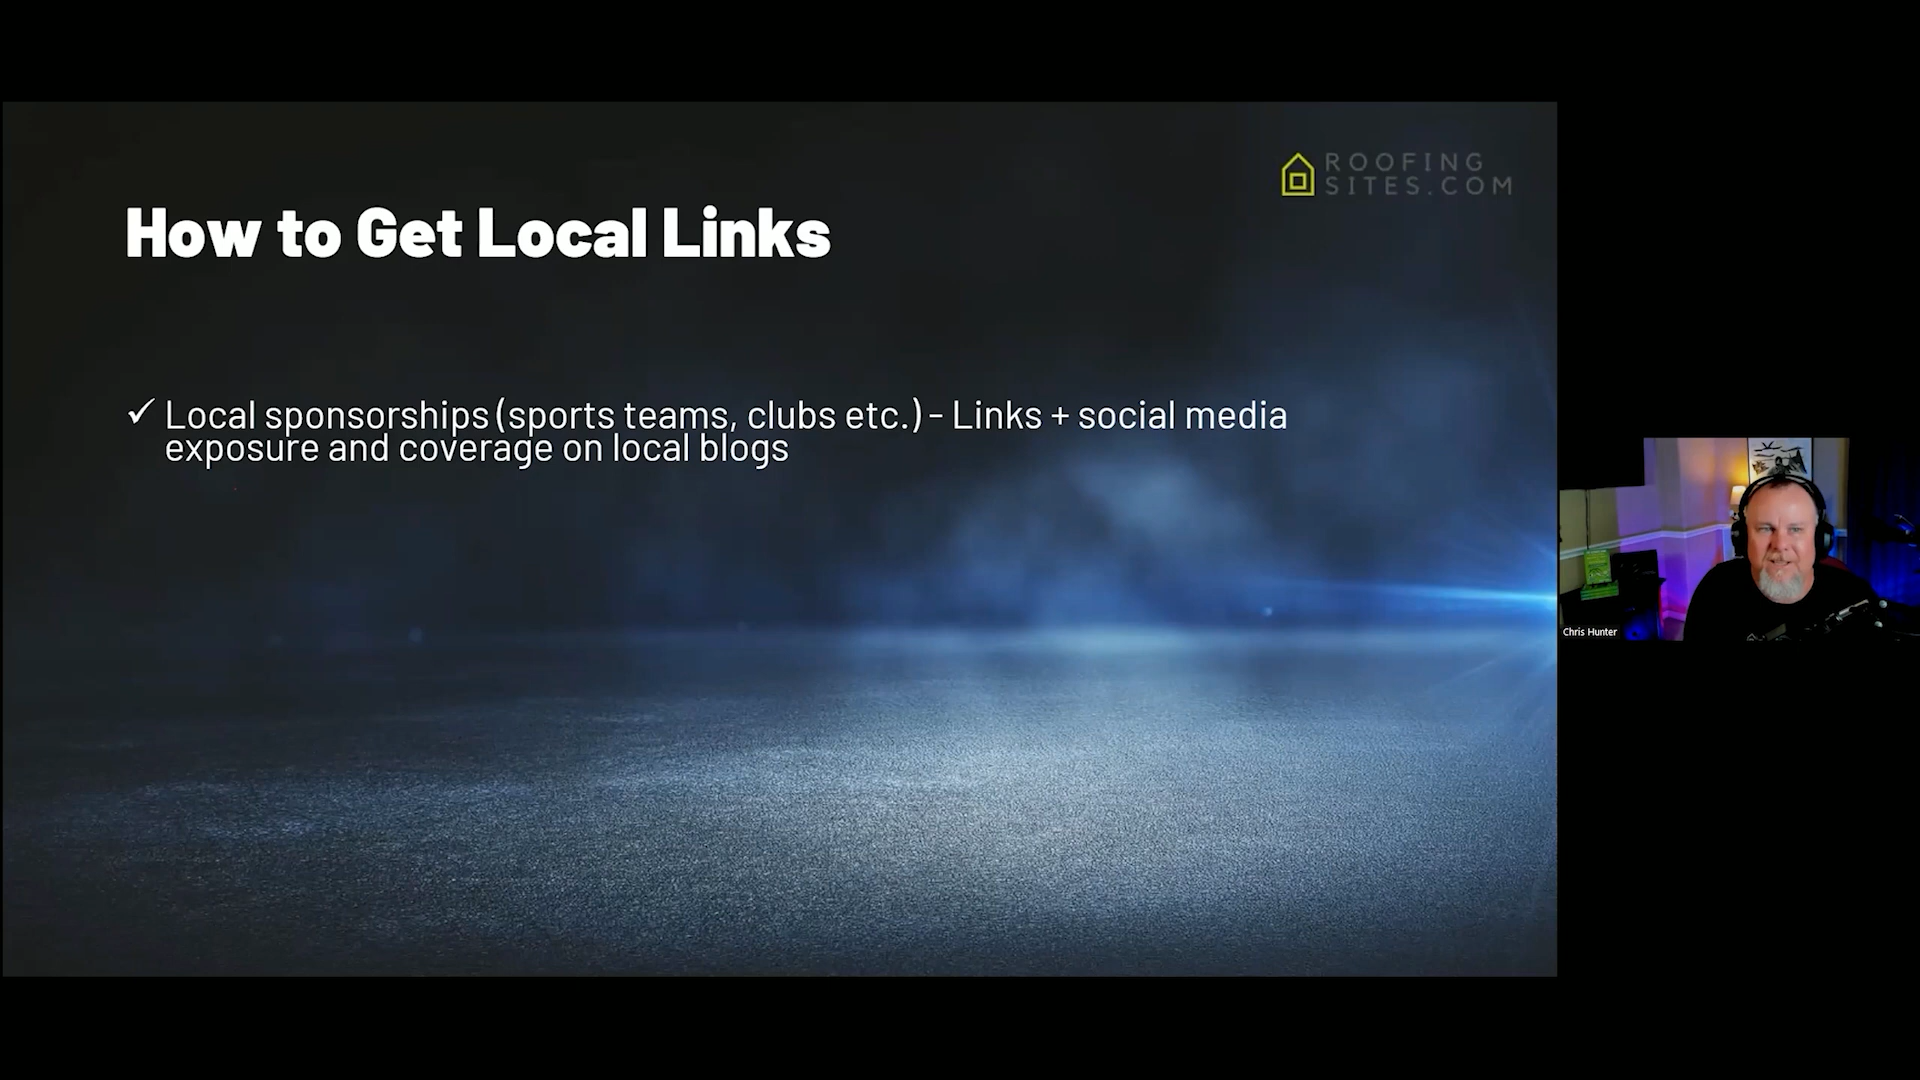 ROOFING
SITES.COM
How to Get Local Links
✓ Local sponsorships (sports teams, clubs etc.) - Links + social media
exposure and coverage on local blogs
Chris Hunter